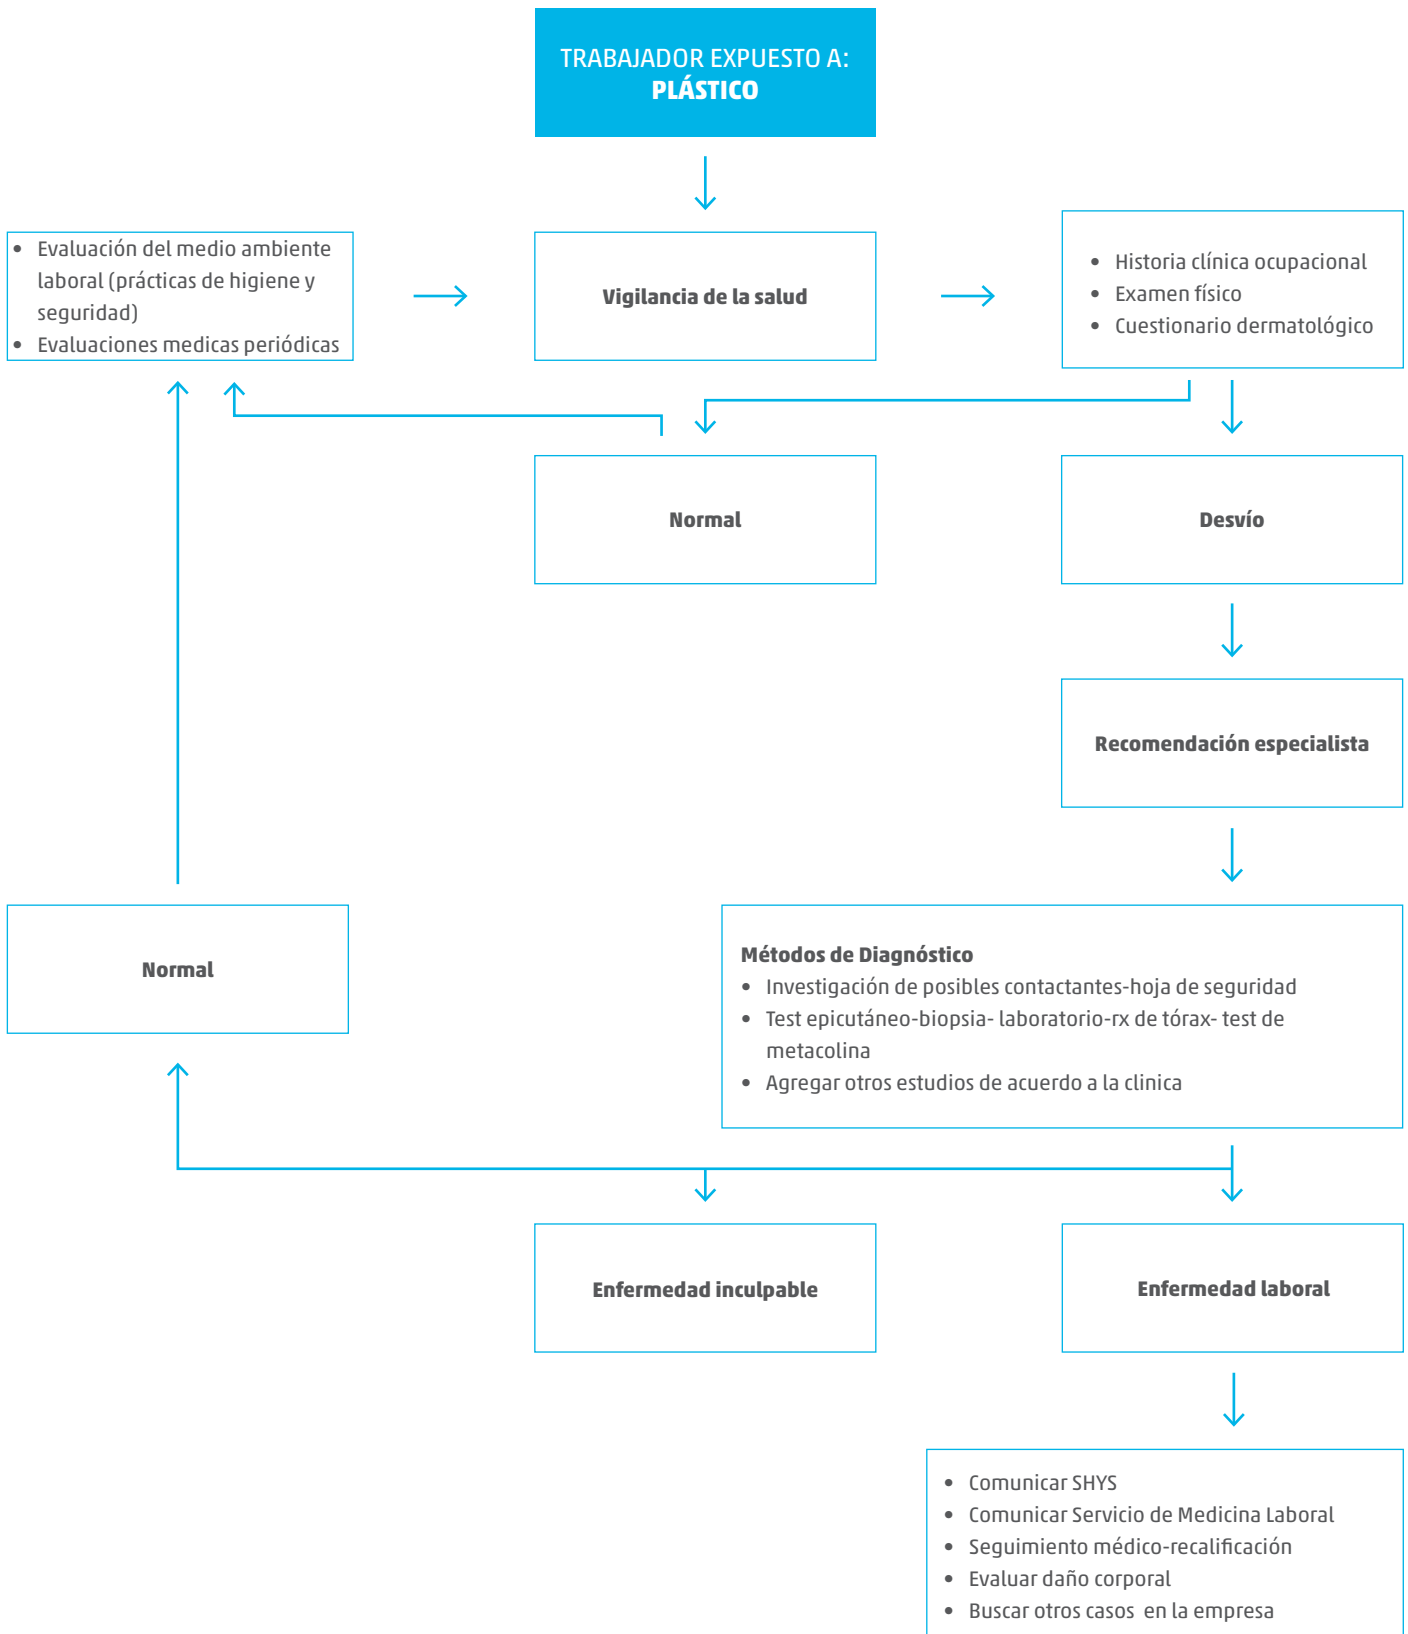 TRABAJADOR EXPUESTO A:
PLÁSTICO
• Evaluación del medio ambiente
laboral (prácticas de higiene y
seguridad)
• Evaluaciones medicas periódicas
Vigilancia de la salud
• Historia clínica ocupacional
• Examen físico
• Cuestionario dermatológico
Normal
Desvío
Recomendación especialista
Normal
Métodos de Diagnóstico
• Investigación de posibles contactantes-hoja de seguridad
• Test epicutáneo-biopsia- laboratorio-rx de tórax- test de
metacolina
• Agregar otros estudios de acuerdo a la clinica
Enfermedad inculpable
Enfermedad laboral
• Comunicar SHYS
• Comunicar Servicio de Medicina Laboral
• Seguimiento médico-recalificación
• Evaluar daño corporal
• Buscar otros casos en la empresa